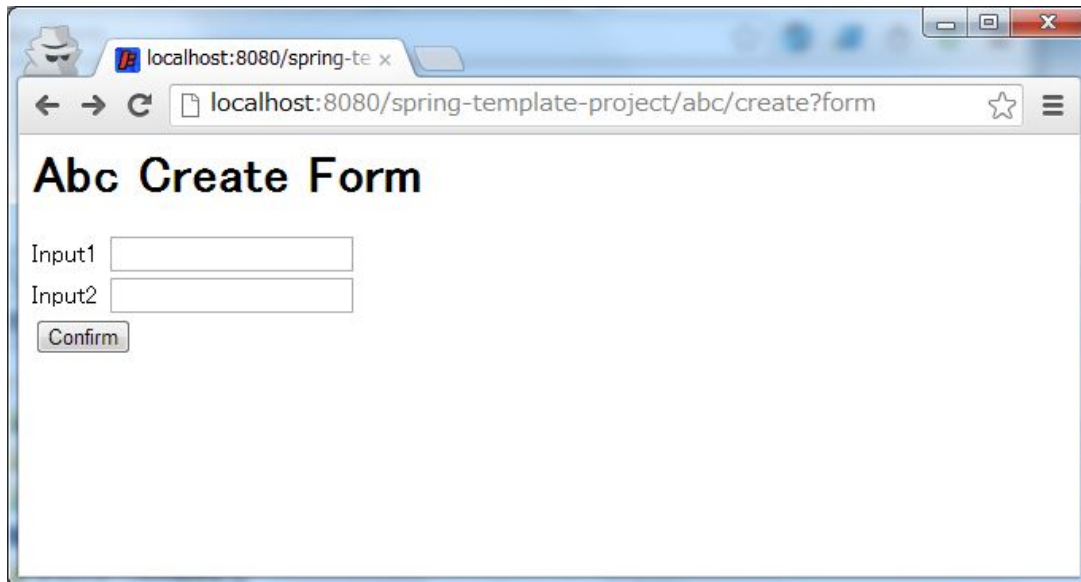 localhost:8080/spring-te
localhost:8080/spring-template-project/abc/create?form
Abc Create Form
Input1
Input2
Confirm